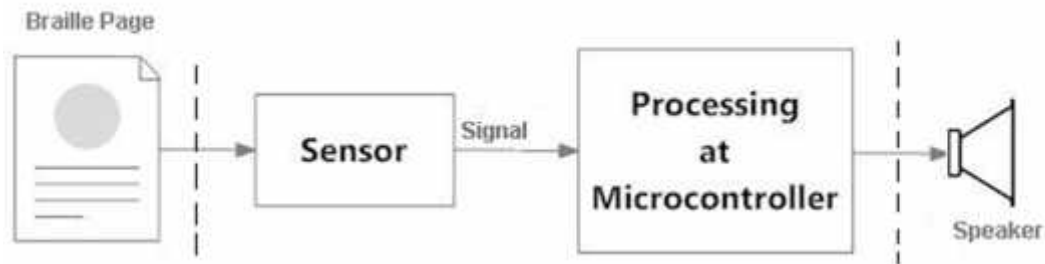 Braille Page
Sensor
Signal
Processing
at
Microcontroller
Speaker